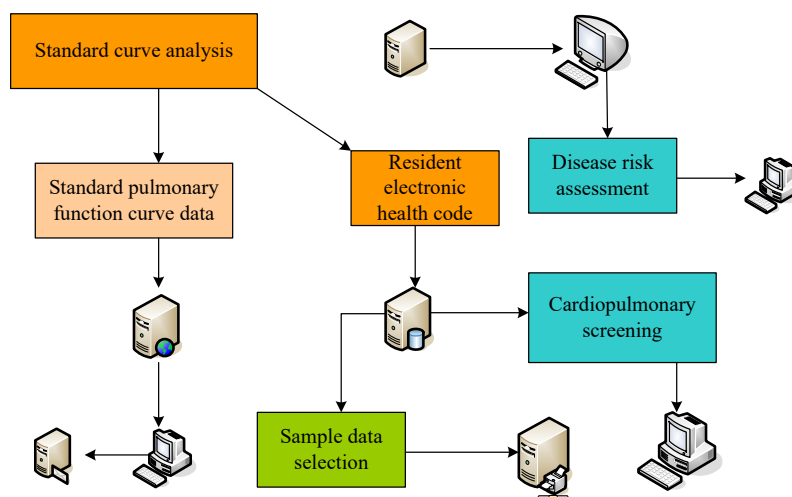 Standard curve analysis
Standard pulmonary
function curve data
Resident
electronic
health code
Disease risk
assessment
Cardiopulmonary
screening
Sample data
selection